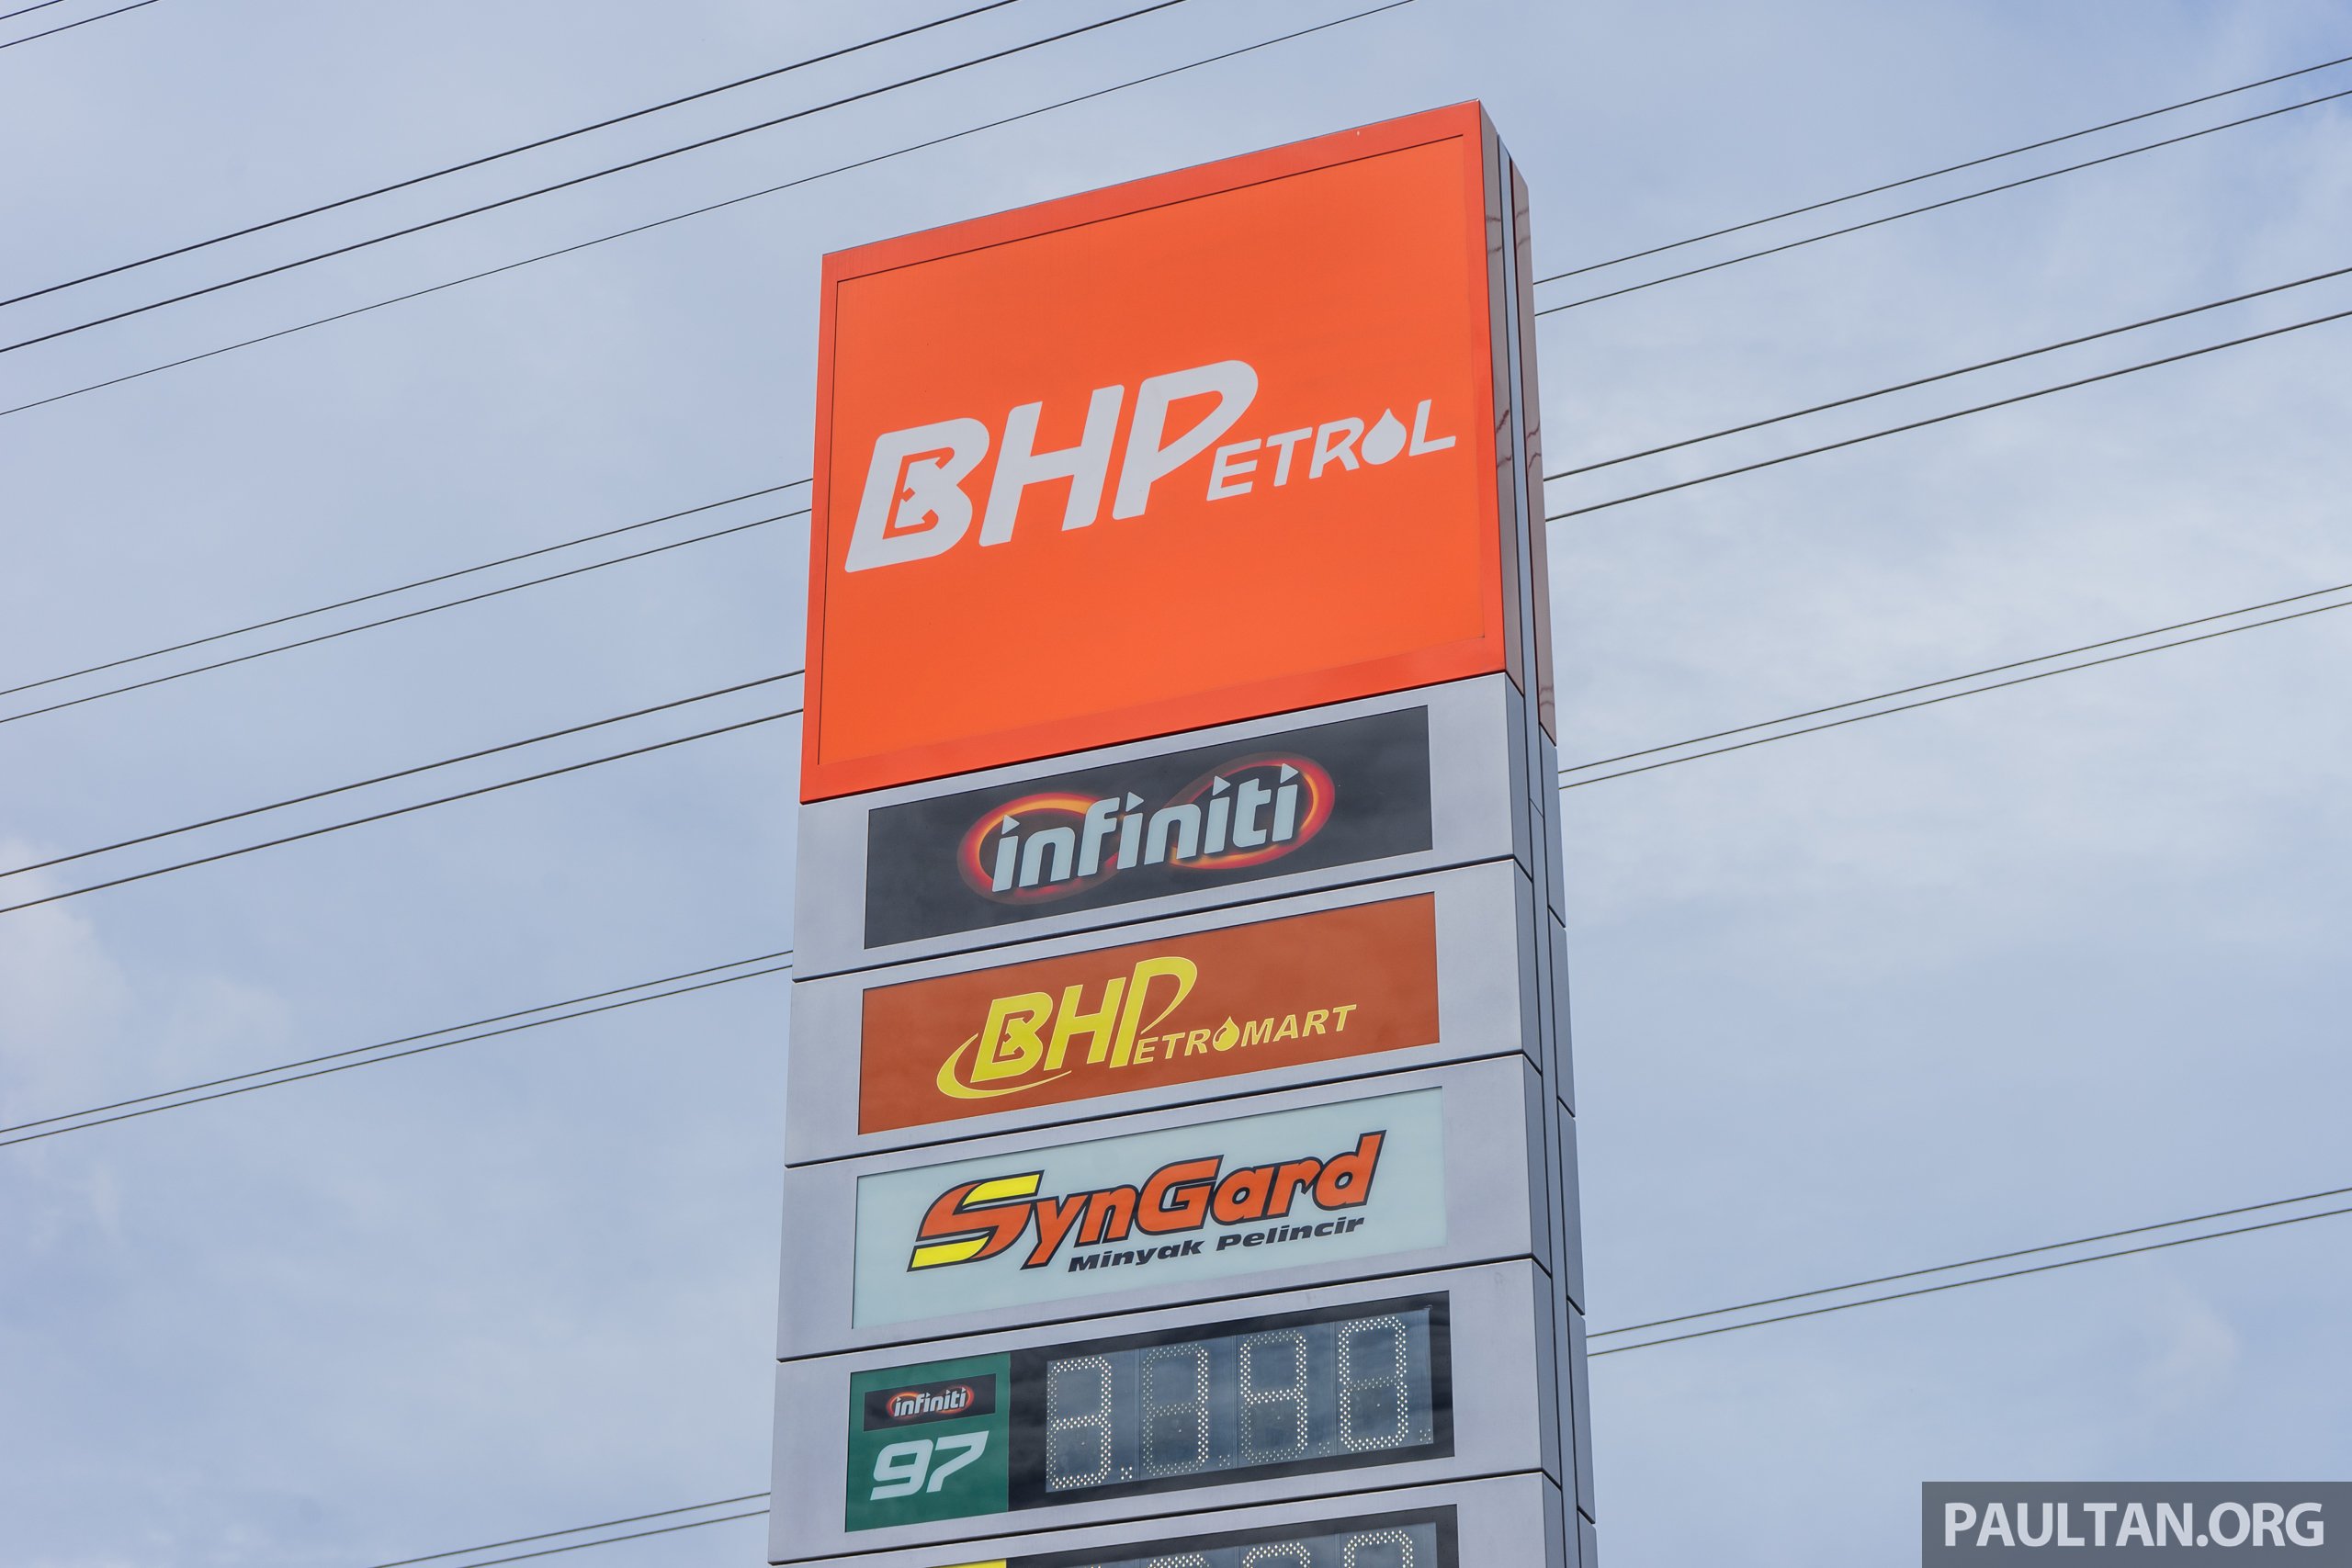 BHPETROL
infiniti
BHPETROMART
SynGard
Minyak Pelincir
infiniti
97
PAULTAN.ORG